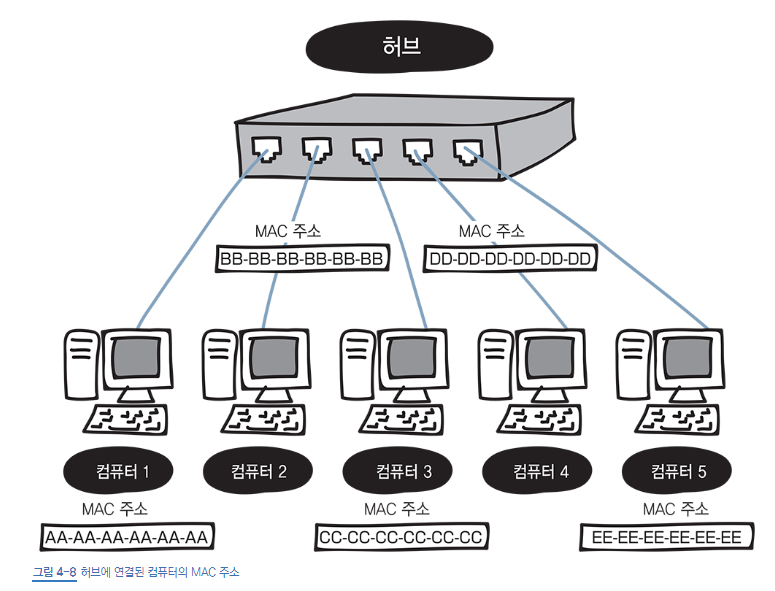 허브
MAC 주소
BB-BB-BB-BB-BB-BB
MAC 주소
DD-DD-DD-DD-DD-DD
컴퓨터 1
컴퓨터 2
컴퓨터 3
컴퓨터 4
컴퓨터 5
MAC 주소
AA-AA-AA-AA-AA-AA
MAC 주소
CC-CC-CC-CC-CC-CC
MAC 주소
EE-EE-EE-EE-EE-EE
그림 4-8 허브에 연결된 컴퓨터의 MAC 주소